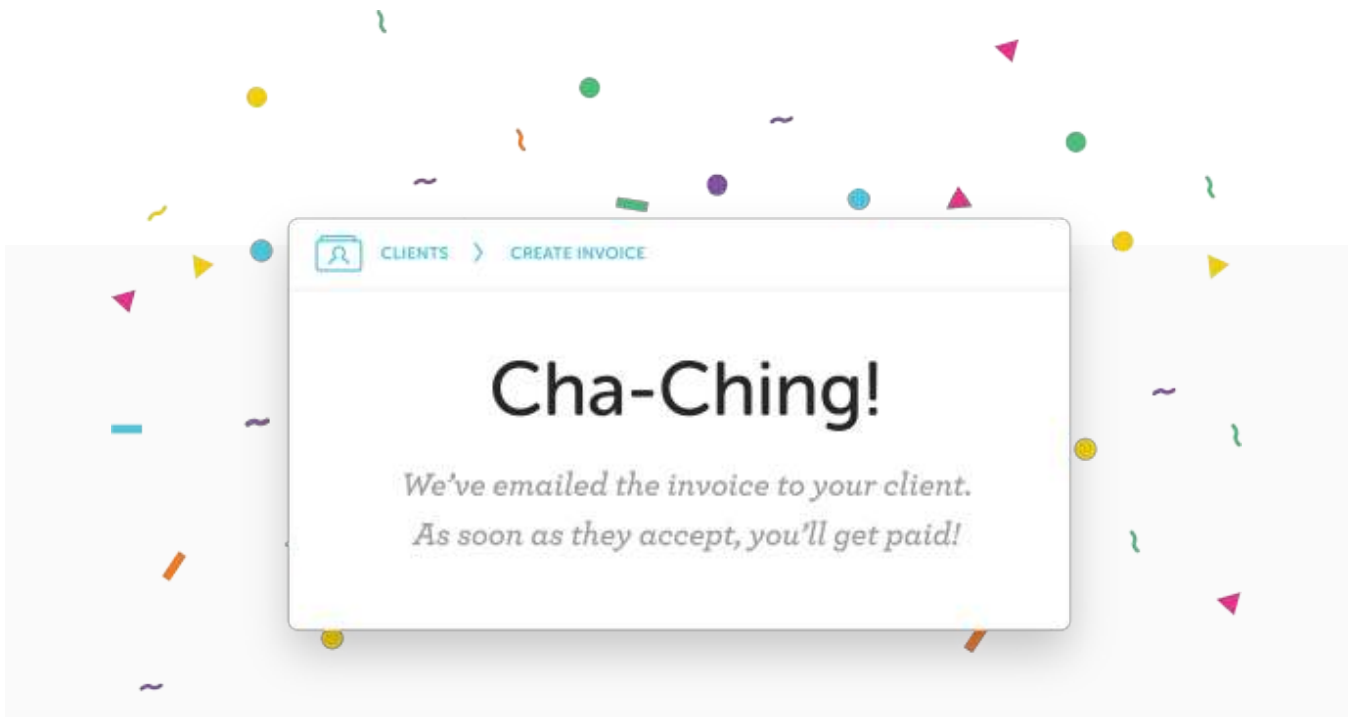 CLIENTS > CREATE INVOICE
Cha-Ching!
We've emailed the invoice to your client.
As soon as they accept, you'll get paid!